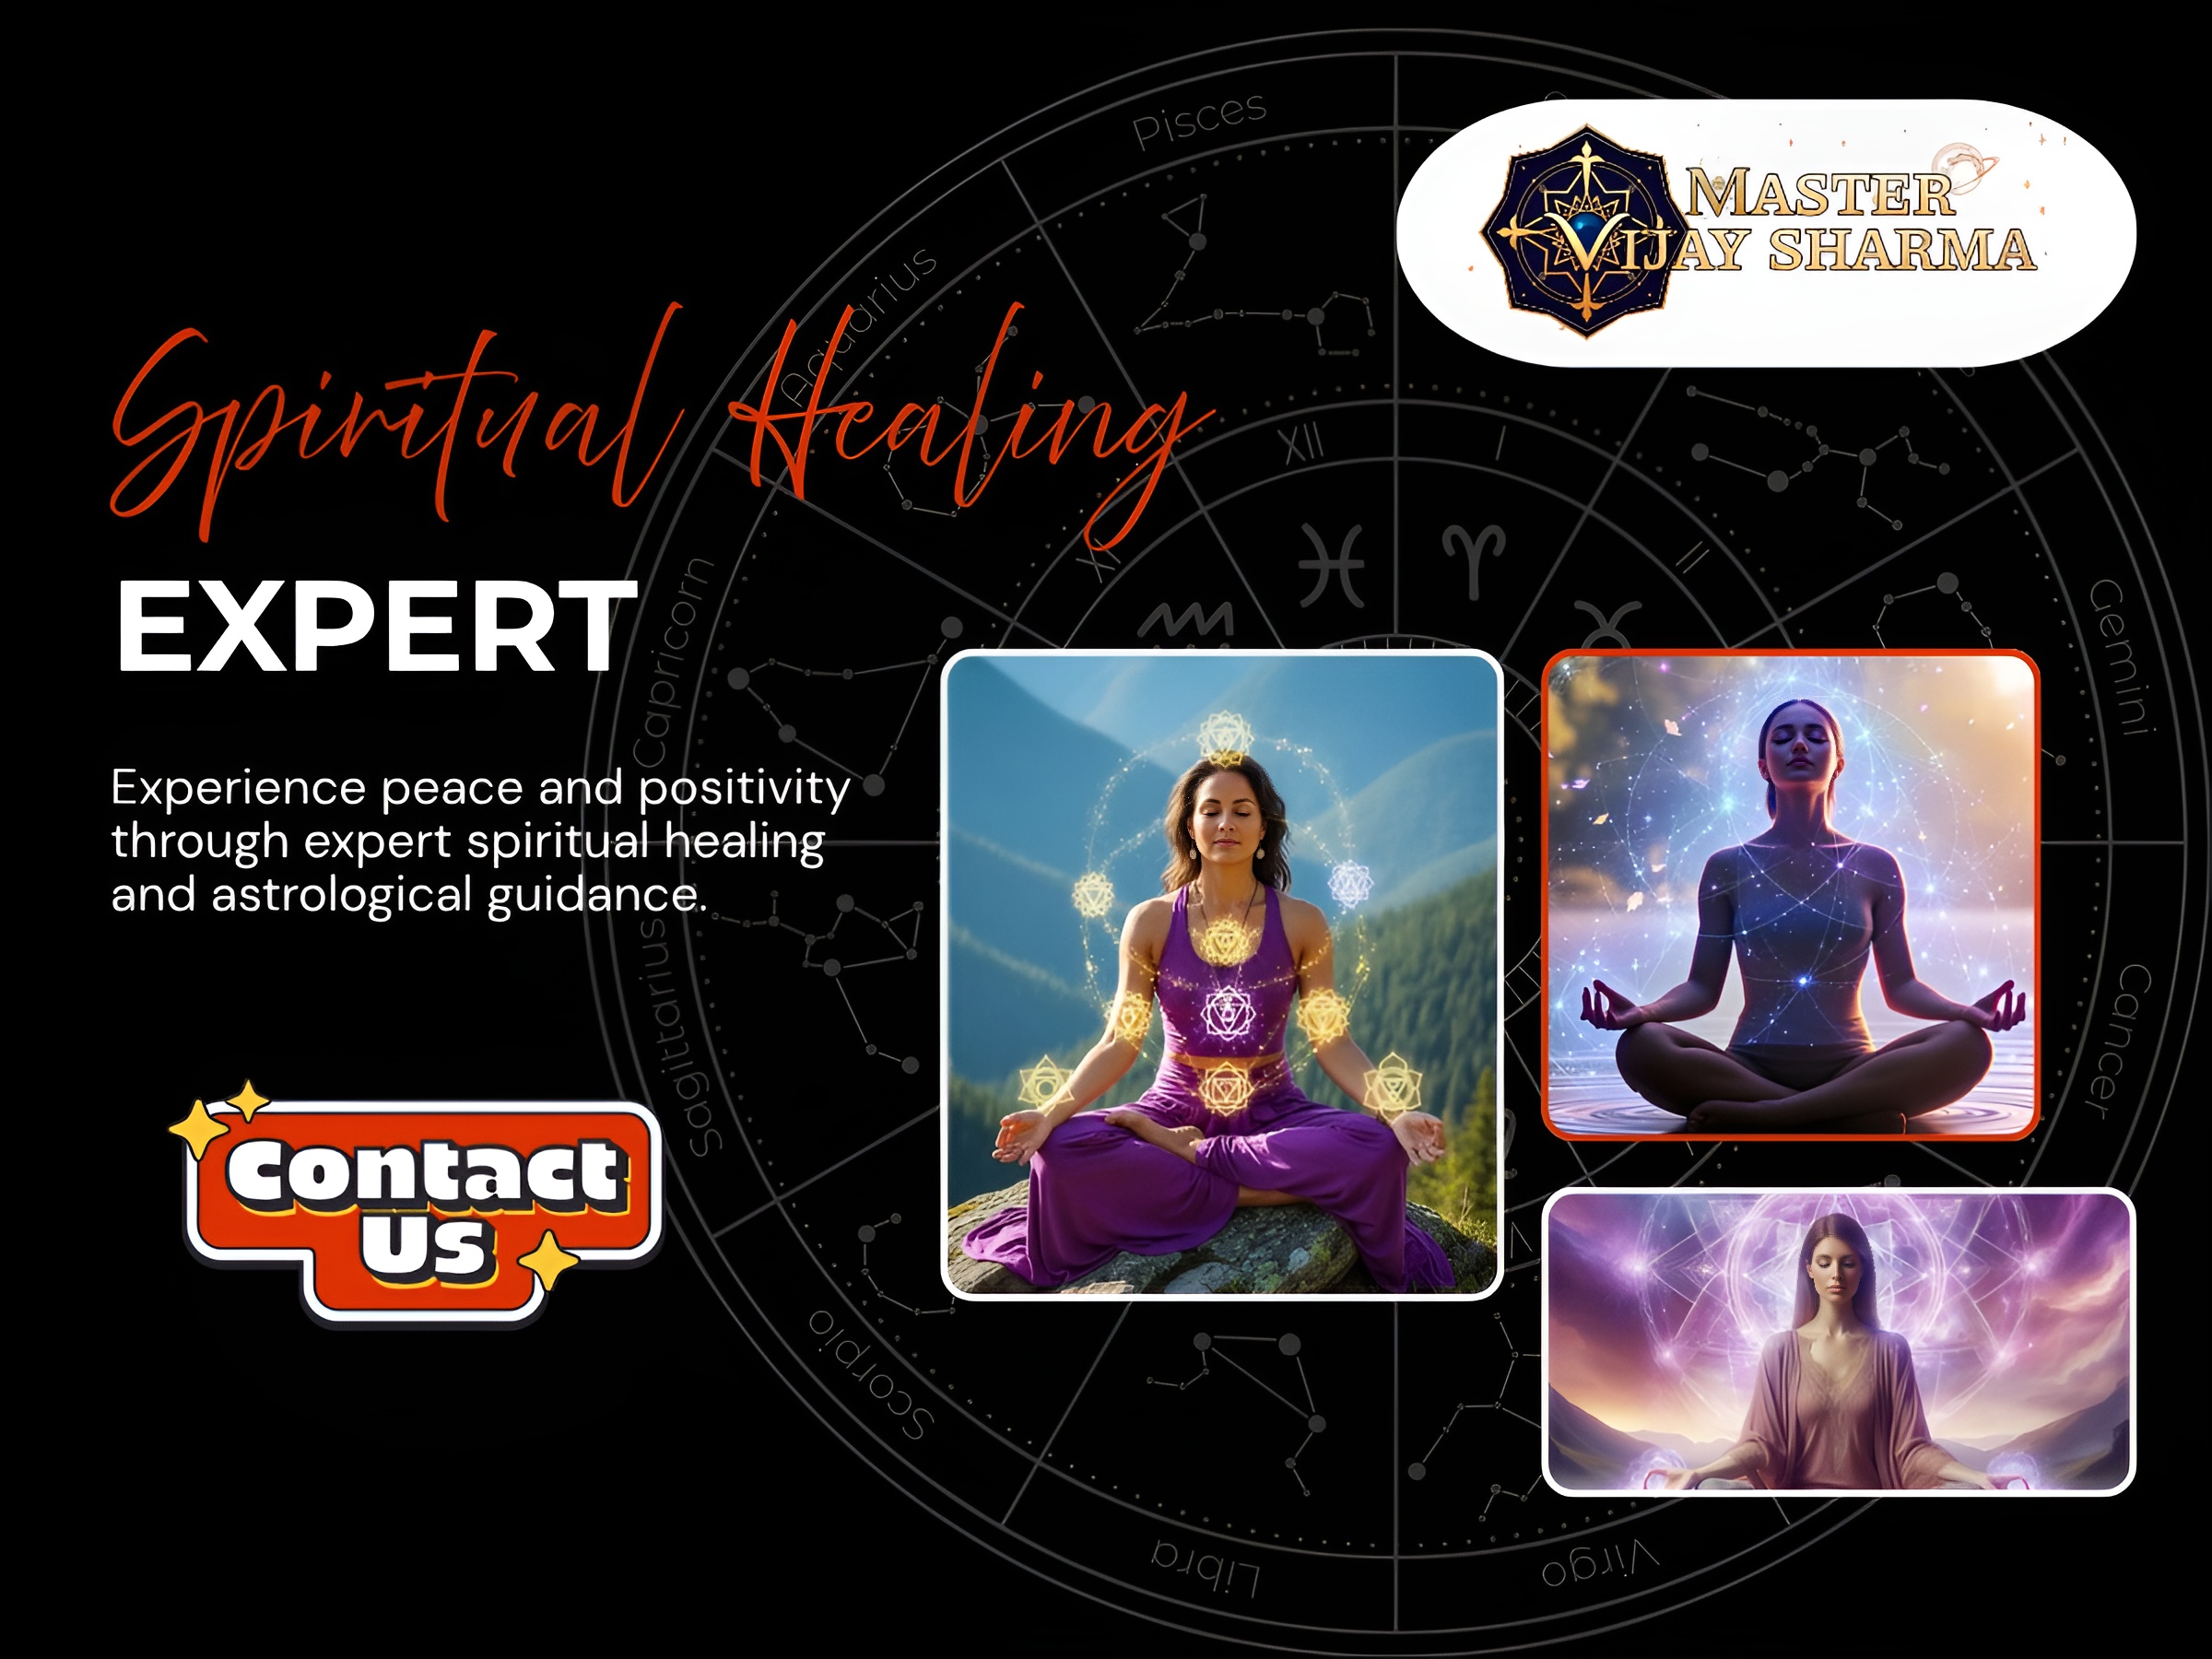 MASTER
VIJAY SHARMA
Spiritual Healing
EXPERT
Experience peace and positivity
through expert spiritual healing
and astrological guidance.
Contact
Us
Pisces
Aquarius
Capricorn
Sagittarius
Scorpio
Libra
Virgo
Cancer
Gemini
XII
I
II
XI